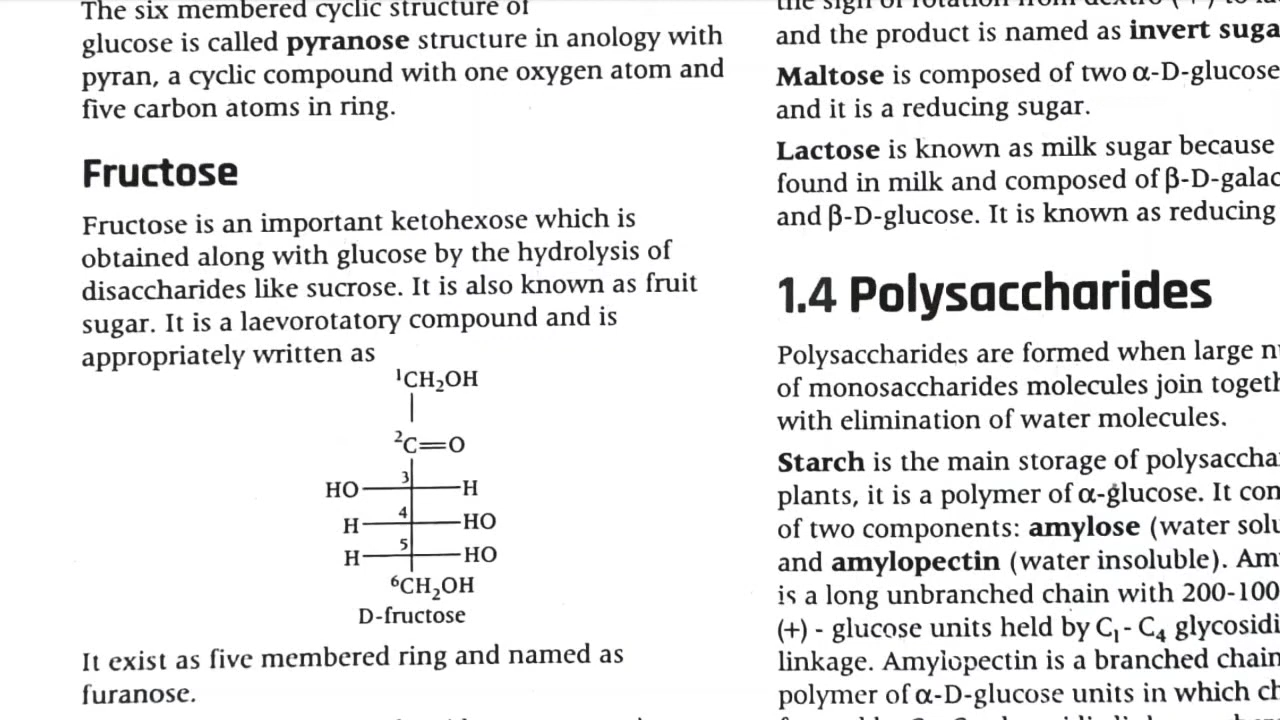 The six membered cyclic structure of
glucose is called pyranose structure in anology with
pyran, a cyclic compound with one oxygen atom and
five carbon atoms in ring.
Fructose
Fructose is an important ketohexose which is
obtained along with glucose by the hydrolysis of
disaccharides like sucrose. It is also known as fruit
sugar. It is a laevorotatory compound and is
appropriately written as
¹CH₂OH
²C=O
3
HO H
4
H HO
5
H HO
⁶CH₂OH
D-fructose
It exist as five membered ring and named as
furanose.
and the product is named as invert suga
Maltose is composed of two α-D-glucose
and it is a reducing sugar.
Lactose is known as milk sugar because
found in milk and composed of β-D-galac
and β-D-glucose. It is known as reducing
1.4 Polysaccharides
Polysaccharides are formed when large
of monosaccharides molecules join togeth
with elimination of water molecules.
Starch is the main storage of polysaccha
plants, it is a polymer of α-glucose. It con
of two components: amylose (water solu
and amylopectin (water insoluble). Am
is a long unbranched chain with 200-100
(+) - glucose units held by C₁- C₄ glycosidi
linkage. Amylopectin is a branched chain
polymer of α-D-glucose units in which ch